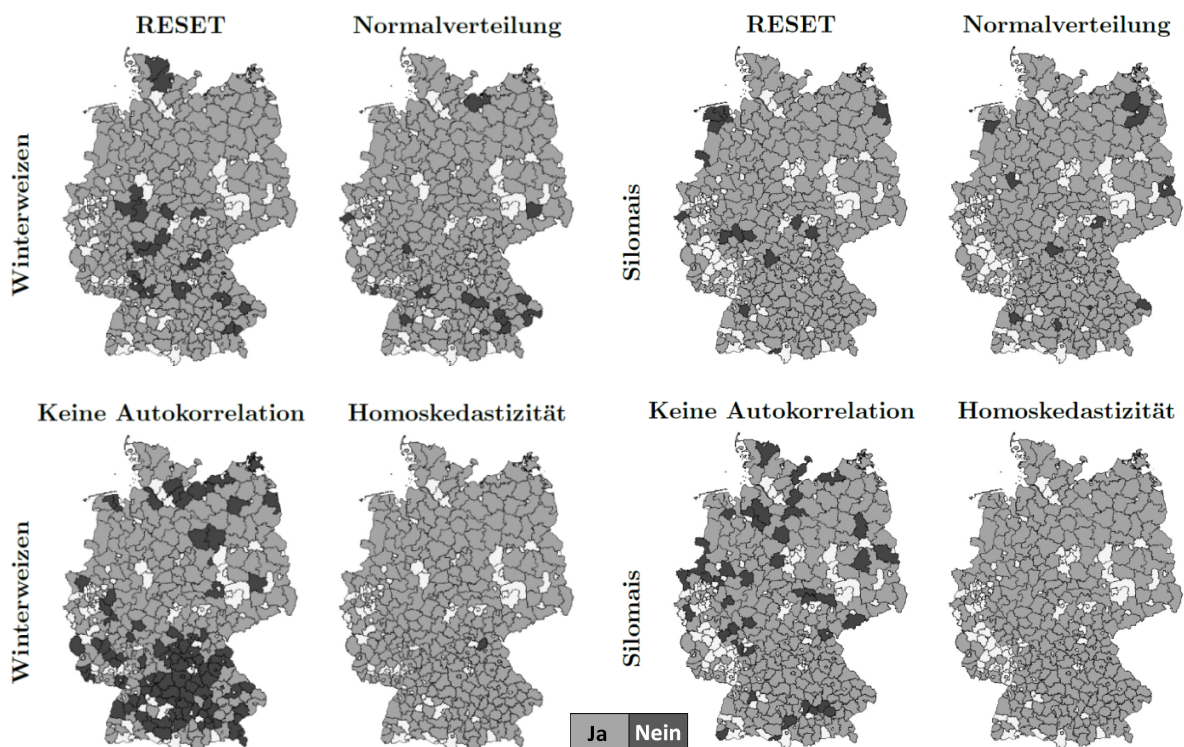 RESET
Normalverteilung
RESET
Normalverteilung
Winterweizen
Silomais
Keine Autokorrelation
Homoskedastizität
Keine Autokorrelation
Homoskedastizität
Winterweizen
Silomais
Ja
Nein